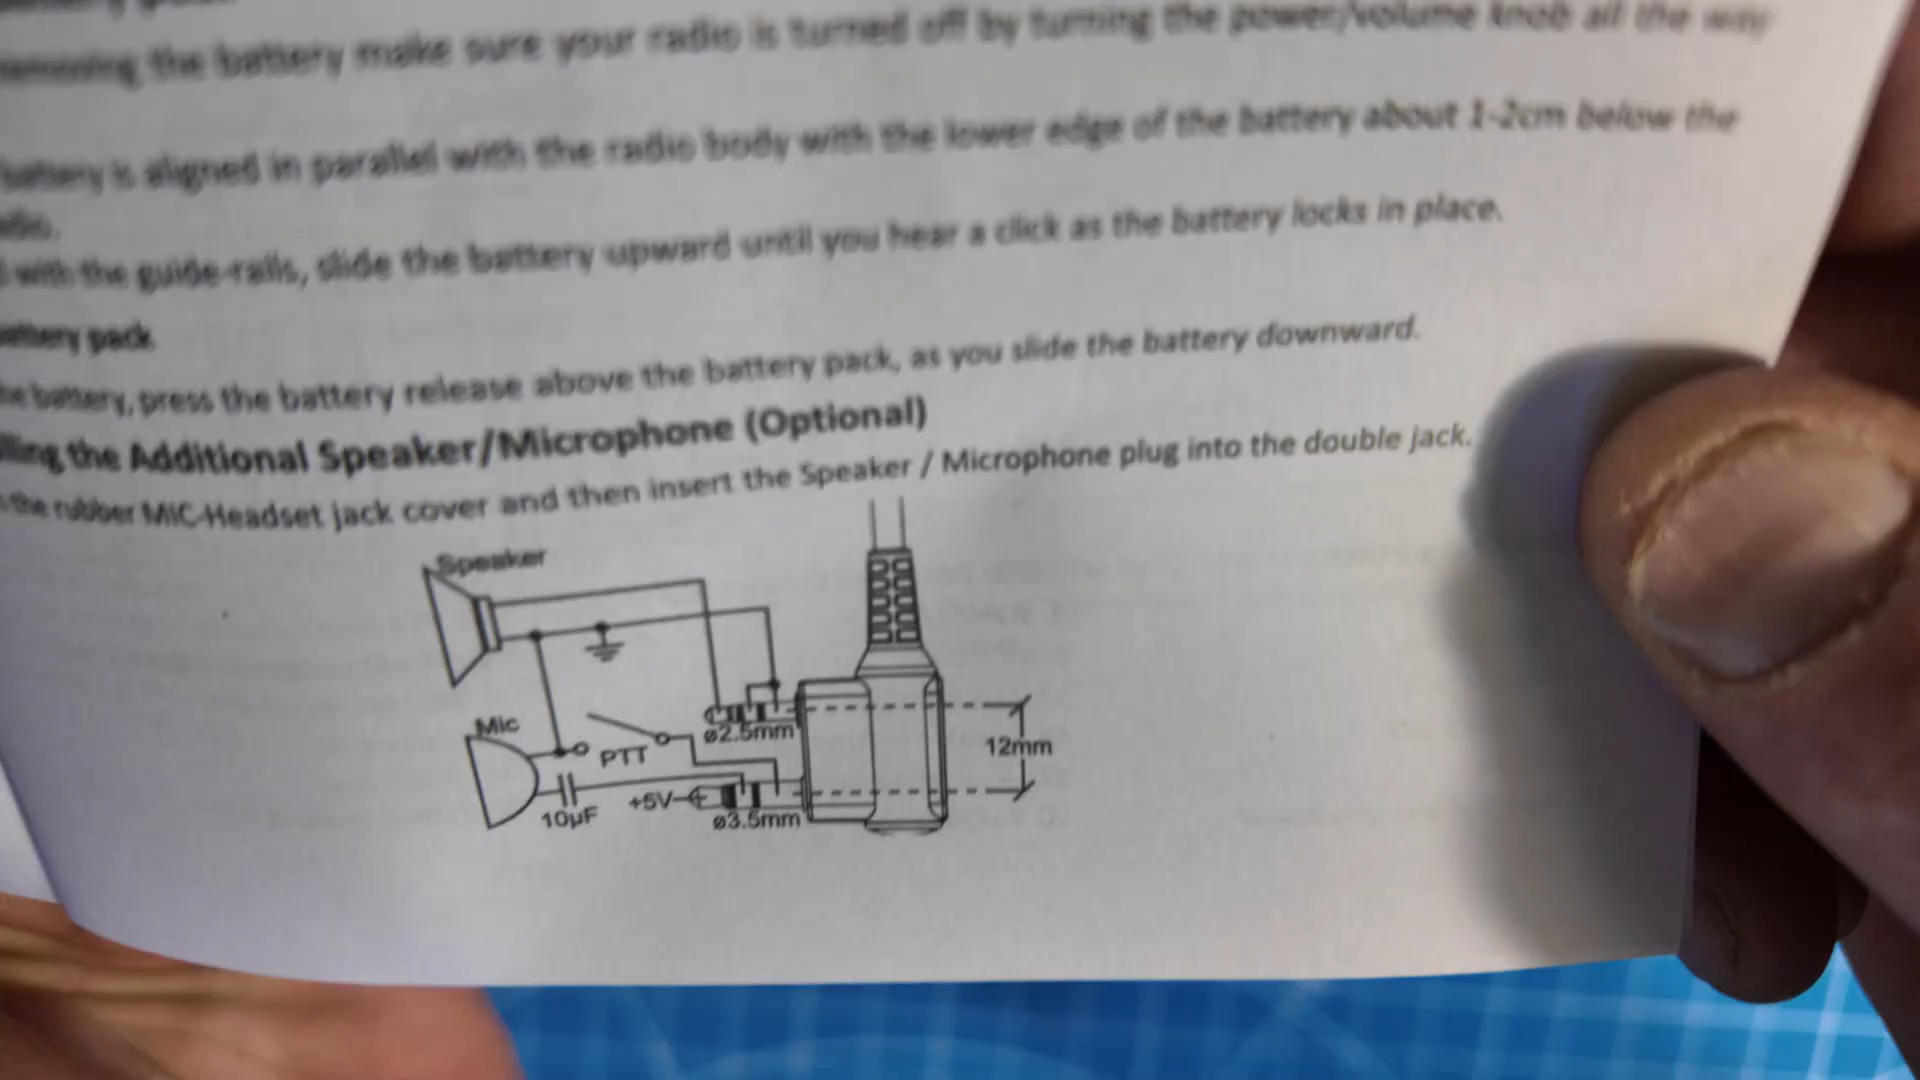 removing the battery make sure your radio is turned off by turning the power/volume knob all the way
battery is aligned in parallel with the radio body with the lower edge of the battery about 1-2cm below the
adio.
with the guide-rails, slide the battery upward until you hear a click as the battery locks in place.
attery pack
he battery, press the battery release above the battery pack, as you slide the battery downward.
lling the Additional Speaker/Microphone (Optional)
the rubber MIC-Headset jack cover and then insert the Speaker / Microphone plug into the double jack.
Speaker
Mic
PTT
ø2.5mm
12mm
10µF
+5V
ø3.5mm